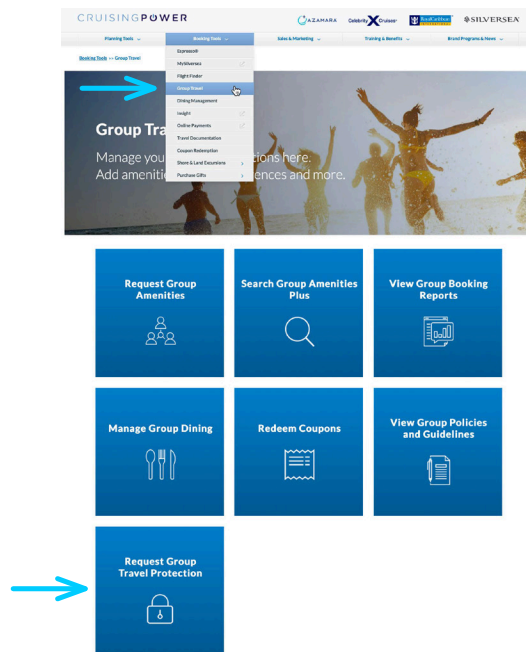 CRUISINGPOWER
AZAMARA
Celebrity X Cruises
RoyalCaribbean
SILVERSEA
Planning Tools
Booking Tools
Sales & Marketing
Training & Benefits
Brand Programs & News
Booking Tools >> Group Travel
Espresso®
MySilversea
Flight Finder
Group Travel
Dining Management
Insight
Online Payments
Travel Documentation
Coupon Redemption
Shore & Land Excursions >
Purchase Gifts >
Group Tra
Manage you
tions here.
Add ameniti
ences and more.
Request Group
Amenities
Search Group Amenities
Plus
View Group Booking
Reports
Manage Group Dining
Redeem Coupons
View Group Policies
and Guidelines
Request Group
Travel Protection